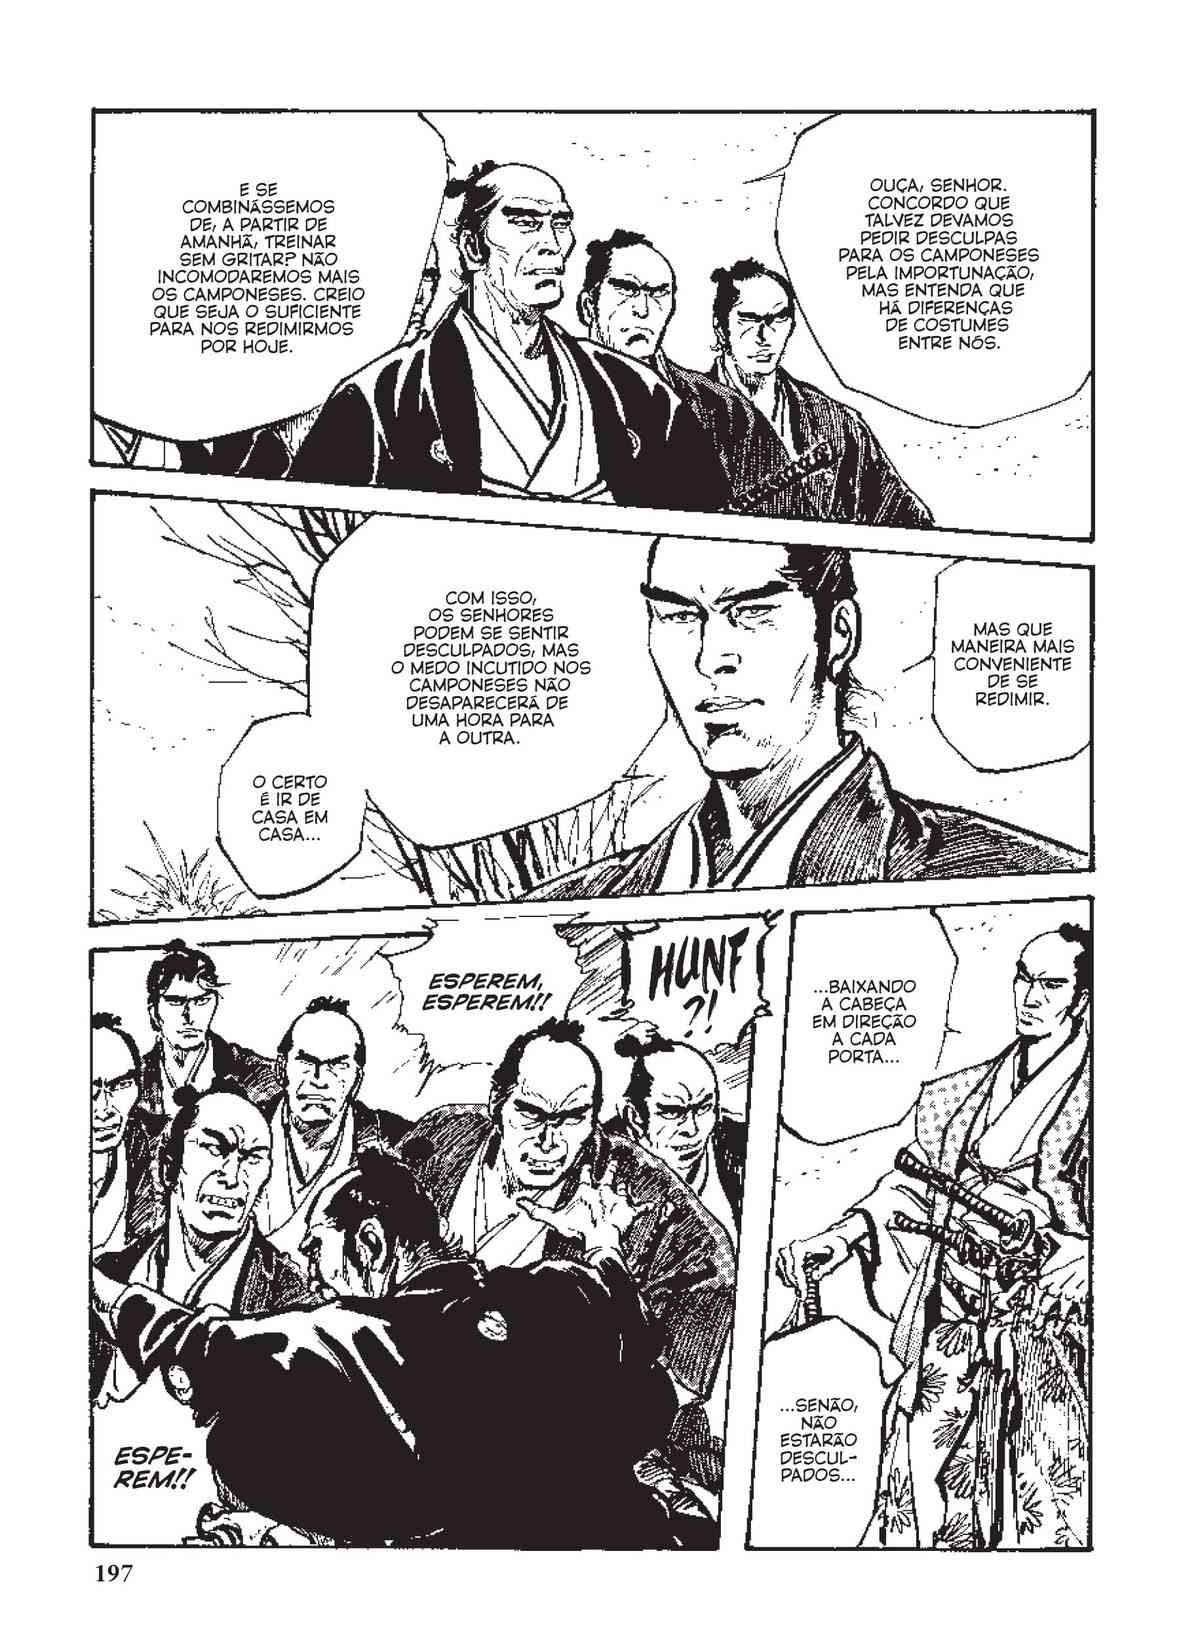 OUÇA, SENHOR.
CONCORDO QUE
TALVEZ DEVAMOS
PEDIR DESCULPAS
PARA OS CAMPONESES
PELA IMPORTUNAÇÃO,
MAS ENTENDA QUE
HÁ DIFERENÇAS
DE COSTUMES
ENTRE NÓS.
E SE
COMBINÁSSEMOS
DE, A PARTIR DE
AMANHÃ, TREINAR
SEM GRITAR? NÃO
INCOMODAREMOS MAIS
OS CAMPONESES. CREIO
QUE SEJA O SUFICIENTE
PARA NOS REDIMIRMOS
POR HOJE.
MAS QUE
MANEIRA MAIS
CONVENIENTE
DE SE
REDIMIR.
COM ISSO,
OS SENHORES
PODEM SE SENTIR
DESCULPADOS, MAS
O MEDO INCUTIDO NOS
CAMPONESES NÃO
DESAPARECERÁ DE
UMA HORA PARA
A OUTRA.
O CERTO
É IR DE
CASA EM
CASA...
...BAIXANDO
A CABEÇA
EM DIREÇÃO
A CADA
PORTA...
...SENÃO,
NÃO
ESTARÃO
DESCUL-
PADOS...
HUNF
?!
ESPEREM,
ESPEREM!!
ESPE-
REM!!
197